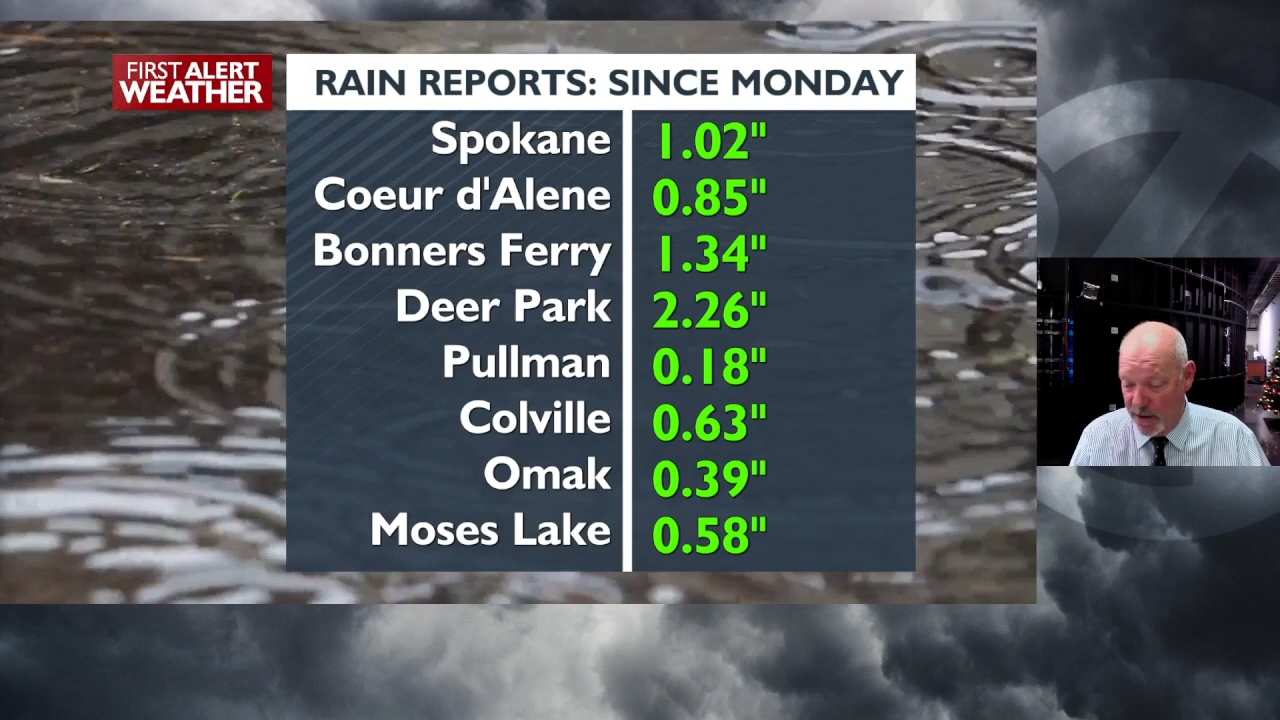 FIRST ALERT
WEATHER
RAIN REPORTS: SINCE MONDAY
Spokane 1.02"
Coeur d'Alene 0.85"
Bonners Ferry 1.34"
Deer Park 2.26"
Pullman 0.18"
Colville 0.63"
Omak 0.39"
Moses Lake 0.58"